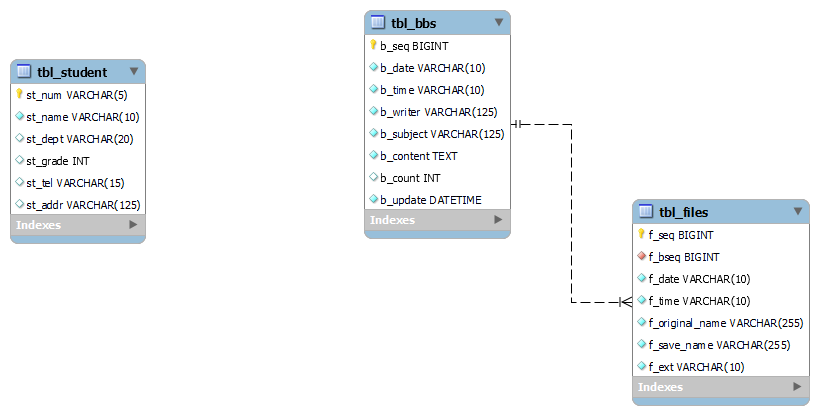 tbl_student
st_num VARCHAR(5)
st_name VARCHAR(10)
st_dept VARCHAR(20)
st_grade INT
st_tel VARCHAR(15)
st_addr VARCHAR(125)
Indexes
tbl_bbs
b_seq BIGINT
b_date VARCHAR(10)
b_time VARCHAR(10)
b_writer VARCHAR(125)
b_subject VARCHAR(125)
b_content TEXT
b_count INT
b_update DATETIME
Indexes
tbl_files
f_seq BIGINT
f_bseq BIGINT
f_date VARCHAR(10)
f_time VARCHAR(10)
f_original_name VARCHAR(255)
f_save_name VARCHAR(255)
f_ext VARCHAR(10)
Indexes